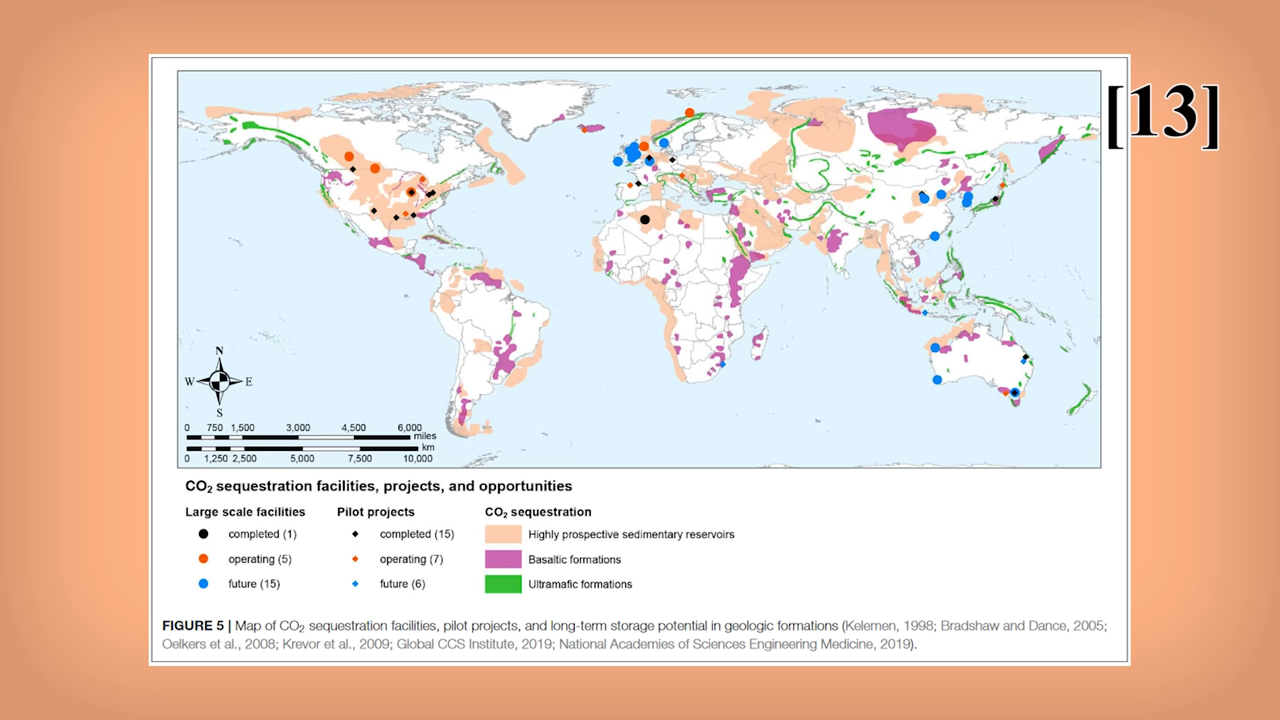 [13]
N
W E
S
0 750 1,500 3,000 4,500 6,000
miles
km
0 1,250 2,500 5,000 7,500 10,000
CO₂ sequestration facilities, projects, and opportunities
Large scale facilities Pilot projects CO₂ sequestration
completed (1) completed (15) Highly prospective sedimentary reservoirs
operating (5) operating (7) Basaltic formations
future (15) future (6) Ultramafic formations
FIGURE 5 | Map of CO₂ sequestration facilities, pilot projects, and long-term storage potential in geologic formations (Kelemen, 1998; Bradshaw and Dance, 2005;
Oelkers et al., 2008; Krevor et al., 2009; Global CCS Institute, 2019; National Academies of Sciences Engineering Medicine, 2019).